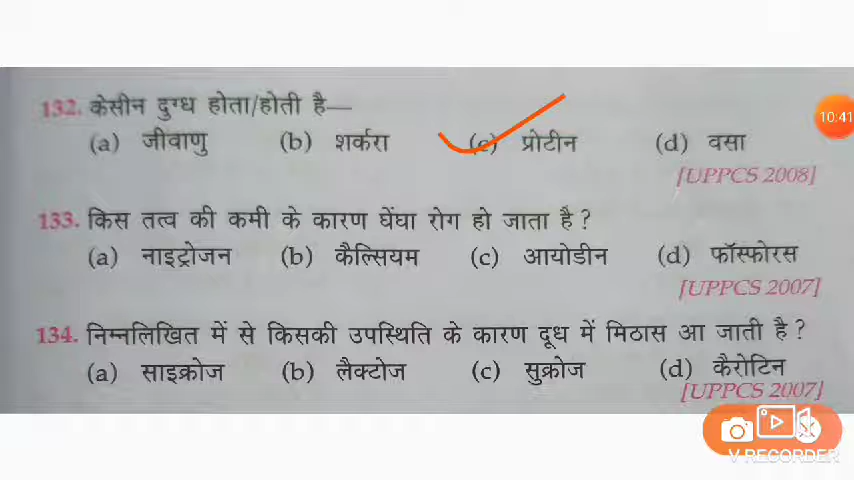 132. केसीन दुग्ध होता/होती है—
(a) जीवाणु (b) शर्करा (c) प्रोटीन (d) वसा
[UPPCS 2008]
133. किस तत्व की कमी के कारण घेंघा रोग हो जाता है ?
(a) नाइट्रोजन (b) कैल्सियम (c) आयोडीन (d) फॉस्फोरस
[UPPCS 2007]
134. निम्नलिखित में से किसकी उपस्थिति के कारण दूध में मिठास आ जाती है ?
(a) साइक्रोज (b) लैक्टोज (c) सुक्रोज (d) कैरोटिन
[UPPCS 2007]
10:41
V RECORDER